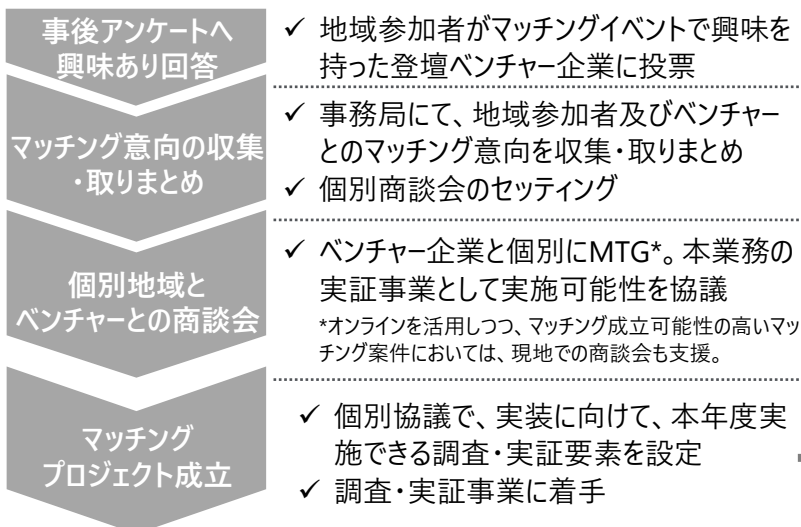 事後アンケートへ
興味あり回答
✓ 地域参加者がマッチングイベントで興味を
持った登壇ベンチャー企業に投票
マッチング意向の収集
・取りまとめ
✓ 事務局にて、地域参加者及びベンチャー
とのマッチング意向を収集・取りまとめ
✓ 個別商談会のセッティング
個別地域と
ベンチャーとの商談会
✓ ベンチャー企業と個別にMTG*。本業務の
実証事業として実施可能性を協議
*オンラインを活用しつつ、マッチング成立可能性の高いマッ
チング案件においては、現地での商談会も支援。
マッチング
プロジェクト成立
✓ 個別協議で、実装に向けて、本年度実
施できる調査・実証要素を設定
✓ 調査・実証事業に着手